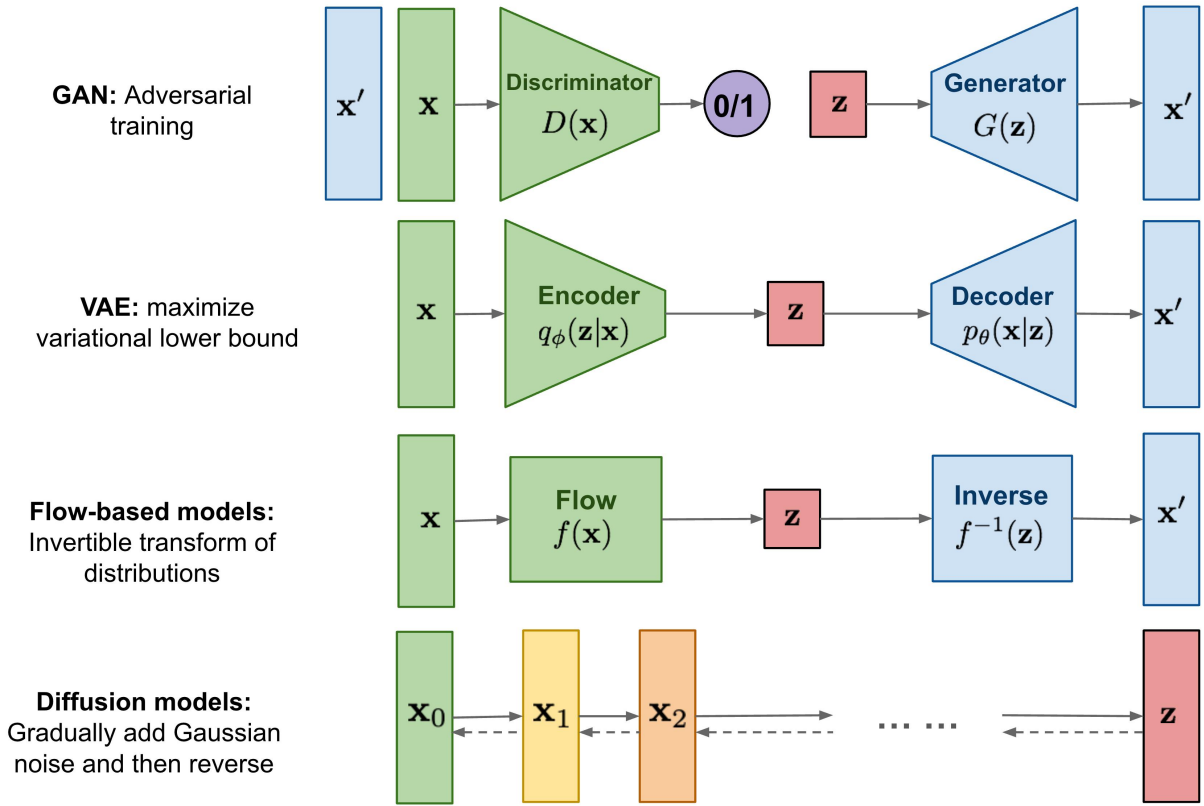 GAN: Adversarial
training
x′
x
Discriminator
D(x)
0/1
z
Generator
G(z)
x′
VAE: maximize
variational lower bound
x
Encoder
qϕ(z|x)
z
Decoder
pθ(x|z)
x′
Flow-based models:
Invertible transform of
distributions
x
Flow
f(x)
z
Inverse
f⁻¹(z)
x′
Diffusion models:
Gradually add Gaussian
noise and then reverse
x₀
x₁
x₂
... ...
z